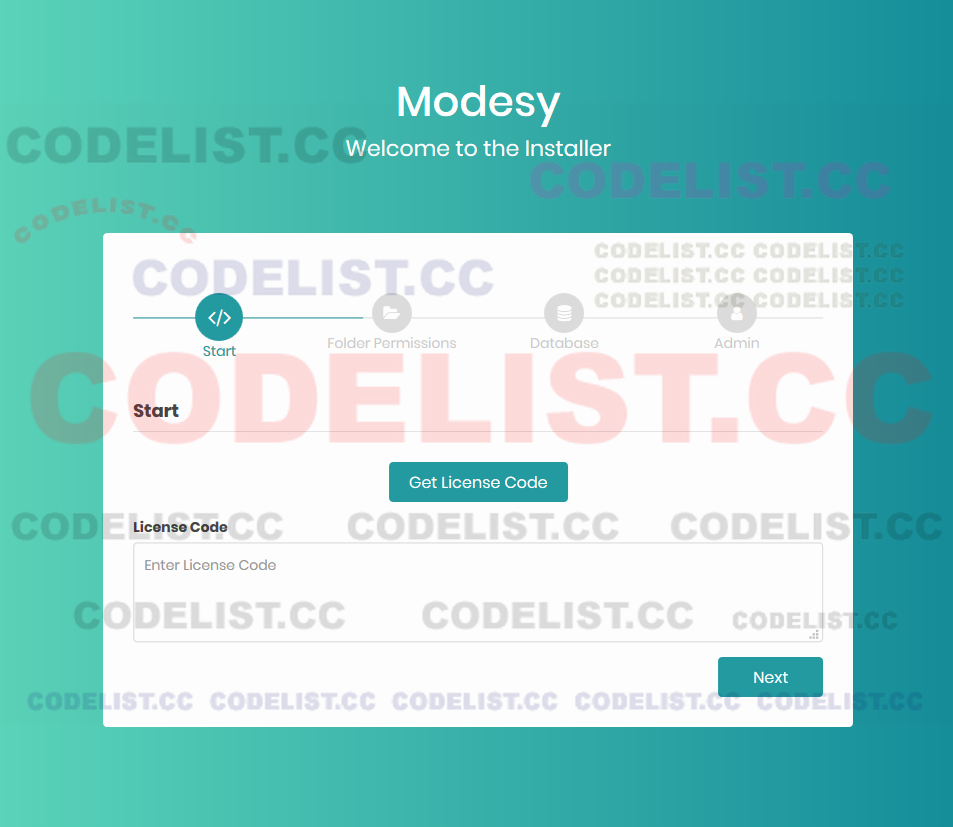 Modesy
CODELIST.CC
Welcome to the Installer
CODELIST.CC
CODELIST.CC
CODELIST.CC CODELIST.CC
CODELIST.CC
CODELIST.CC CODELIST.CC
CODELIST.CC CODELIST.CC
Start
Folder Permissions
Database
Admin
CODELIST.CC
Start
Get License Code
License Code
CODELIST.CC CODELIST.CC CODELIST.CC
Enter License Code
CODELIST.CC CODELIST.CC CODELIST.CC
Next
CODELIST.CC CODELIST.CC CODELIST.CC CODELIST.CC CODELIST.CC